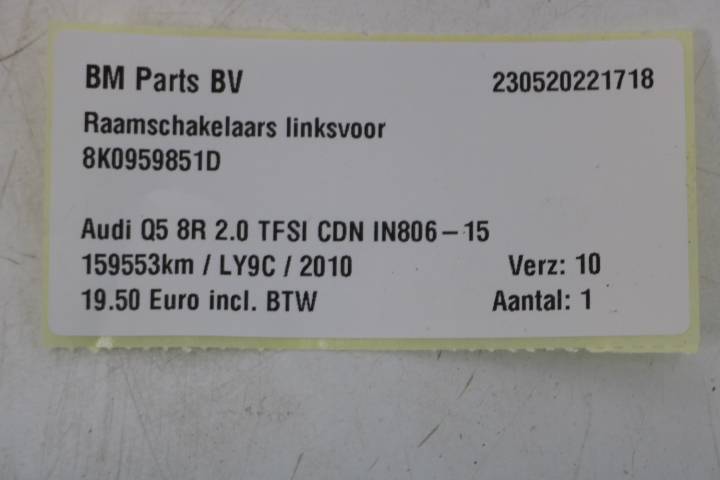 BM Parts BV 230520221718
Raamschakelaars linksvoor
8K0959851D
Audi Q5 8R 2.0 TFSI CDN IN806-15
159553km / LY9C / 2010 Verz: 10
19.50 Euro incl. BTW Aantal: 1